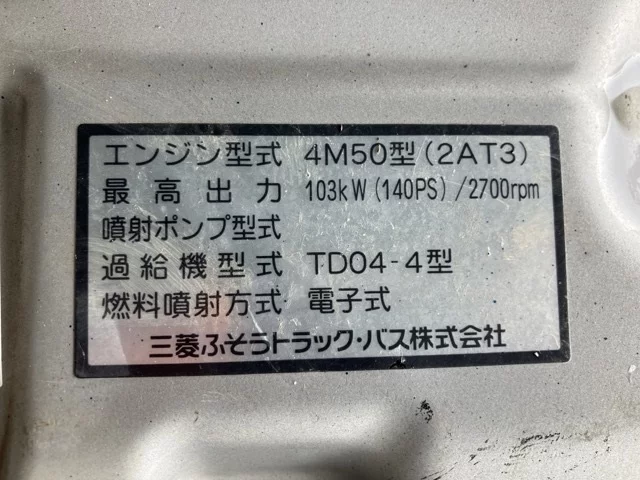 エンジン型式 4M50型(2AT3)
最高出力 103kW(140PS)/2700rpm
噴射ポンプ型式
過給機型式 TD04-4型
燃料噴射方式 電子式
三菱ふそうトラック・バス株式会社